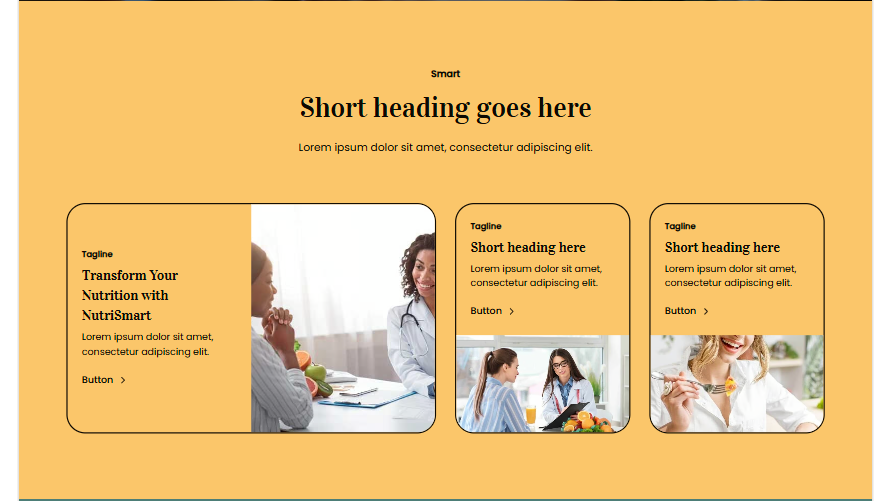 Smart
Short heading goes here
Lorem ipsum dolor sit amet, consectetur adipiscing elit.
Tagline
Transform Your
Nutrition with
NutriSmart
Lorem ipsum dolor sit amet,
consectetur adipiscing elit.
Button
Tagline
Short heading here
Lorem ipsum dolor sit amet,
consectetur adipiscing elit.
Button
Tagline
Short heading here
Lorem ipsum dolor sit amet,
consectetur adipiscing elit.
Button